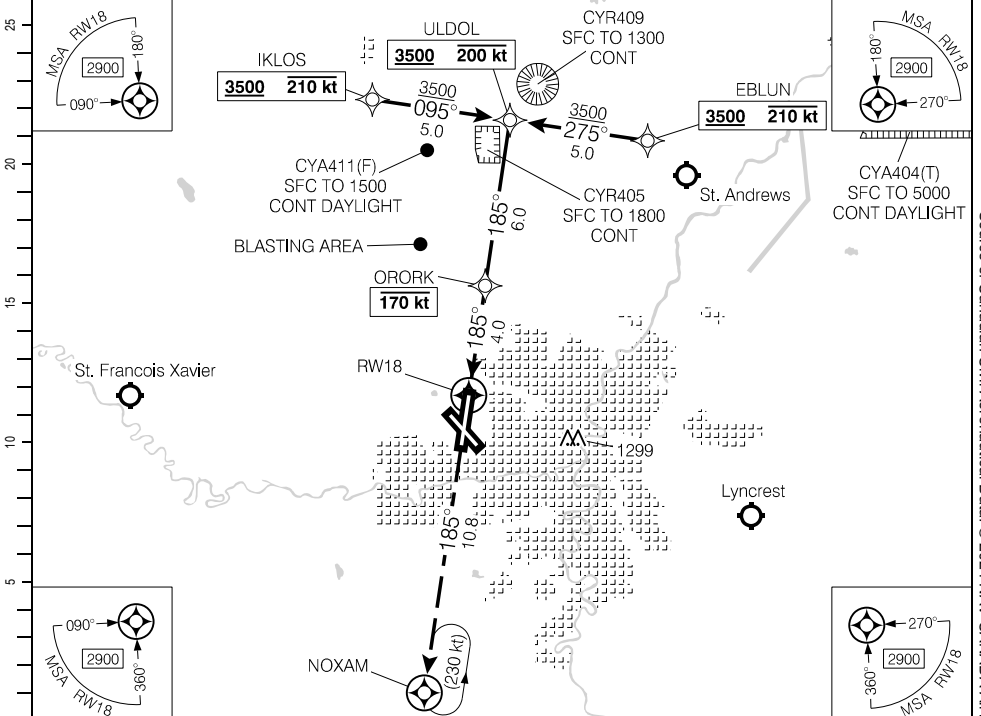 25
20
15
10
5
MSA RW18
180°
2900
090°
MSA RW18
180°
2900
270°
ULDOL
3500 200 kt
CYR409
SFC TO 1300
CONT
IKLOS
3500 210 kt
3500
095°
5.0
3500
275°
5.0
EBLUN
3500 210 kt
CYA411(F)
SFC TO 1500
CONT DAYLIGHT
CYR405
SFC TO 1800
CONT
St. Andrews
CYA404(T)
SFC TO 5000
CONT DAYLIGHT
BLASTING AREA
185°
6.0
ORORK
170 kt
185°
4.0
RW18
St. Francois Xavier
1299
Lyncrest
185°
10.8
NOXAM
(230 kt)
090°
2900
360°
MSA RW18
270°
2900
360°
MSA RW18